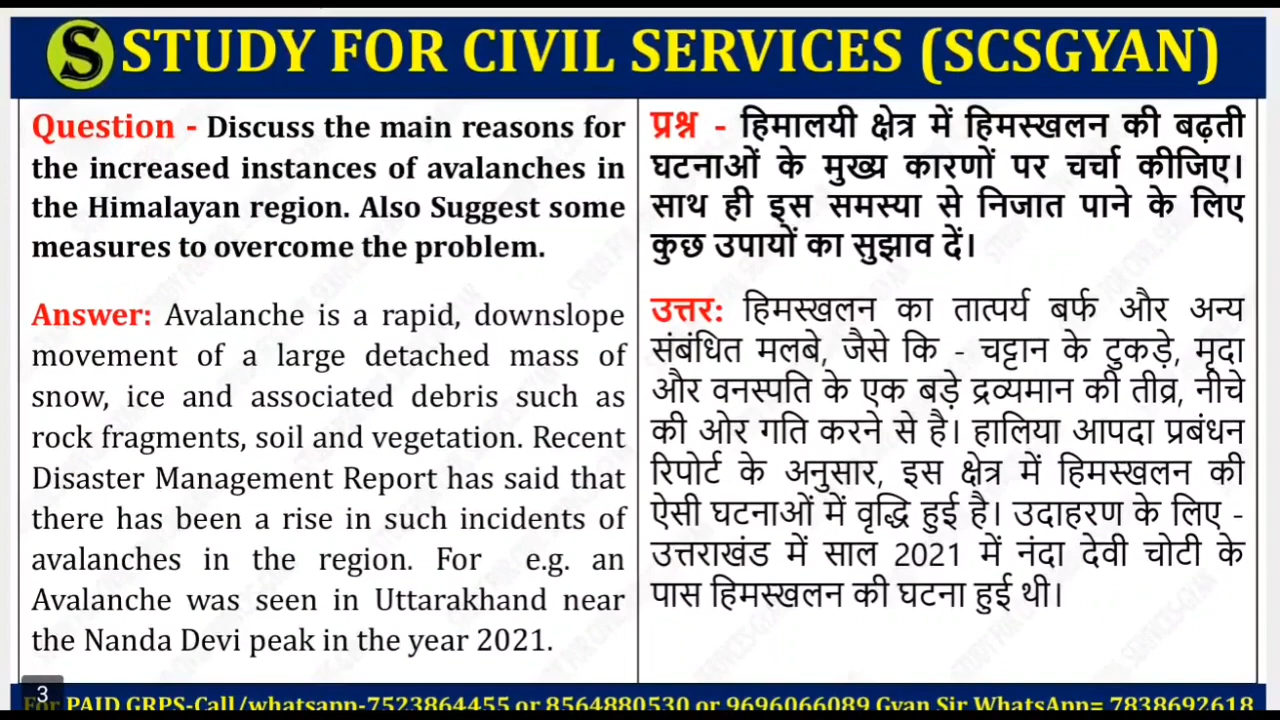 S STUDY FOR CIVIL SERVICES (SCSGYAN)
Question - Discuss the main reasons for
the increased instances of avalanches in
the Himalayan region. Also Suggest some
measures to overcome the problem.
Answer: Avalanche is a rapid, downslope
movement of a large detached mass of
snow, ice and associated debris such as
rock fragments, soil and vegetation. Recent
Disaster Management Report has said that
there has been a rise in such incidents of
avalanches in the region. For e.g. an
Avalanche was seen in Uttarakhand near
the Nanda Devi peak in the year 2021.
प्रश्न - हिमालयी क्षेत्र में हिमस्खलन की बढ़ती
घटनाओं के मुख्य कारणों पर चर्चा कीजिए।
साथ ही इस समस्या से निजात पाने के लिए
कुछ उपायों का सुझाव दें।
उत्तर: हिमस्खलन का तात्पर्य बर्फ और अन्य
संबंधित मलबे, जैसे कि - चट्टान के टुकड़े, मृदा
और वनस्पति के एक बड़े द्रव्यमान की तीव्र, नीचे
की ओर गति करने से है। हालिया आपदा प्रबंधन
रिपोर्ट के अनुसार, इस क्षेत्र में हिमस्खलन की
ऐसी घटनाओं में वृद्धि हुई है। उदाहरण के लिए -
उत्तराखंड में साल 2021 में नंदा देवी चोटी के
पास हिमस्खलन की घटना हुई थी।
3
For PAID GRPS-Call/whatsapp-7523864455 or 8564880530 or 9696066089 Gyan Sir WhatsApp= 7838692618